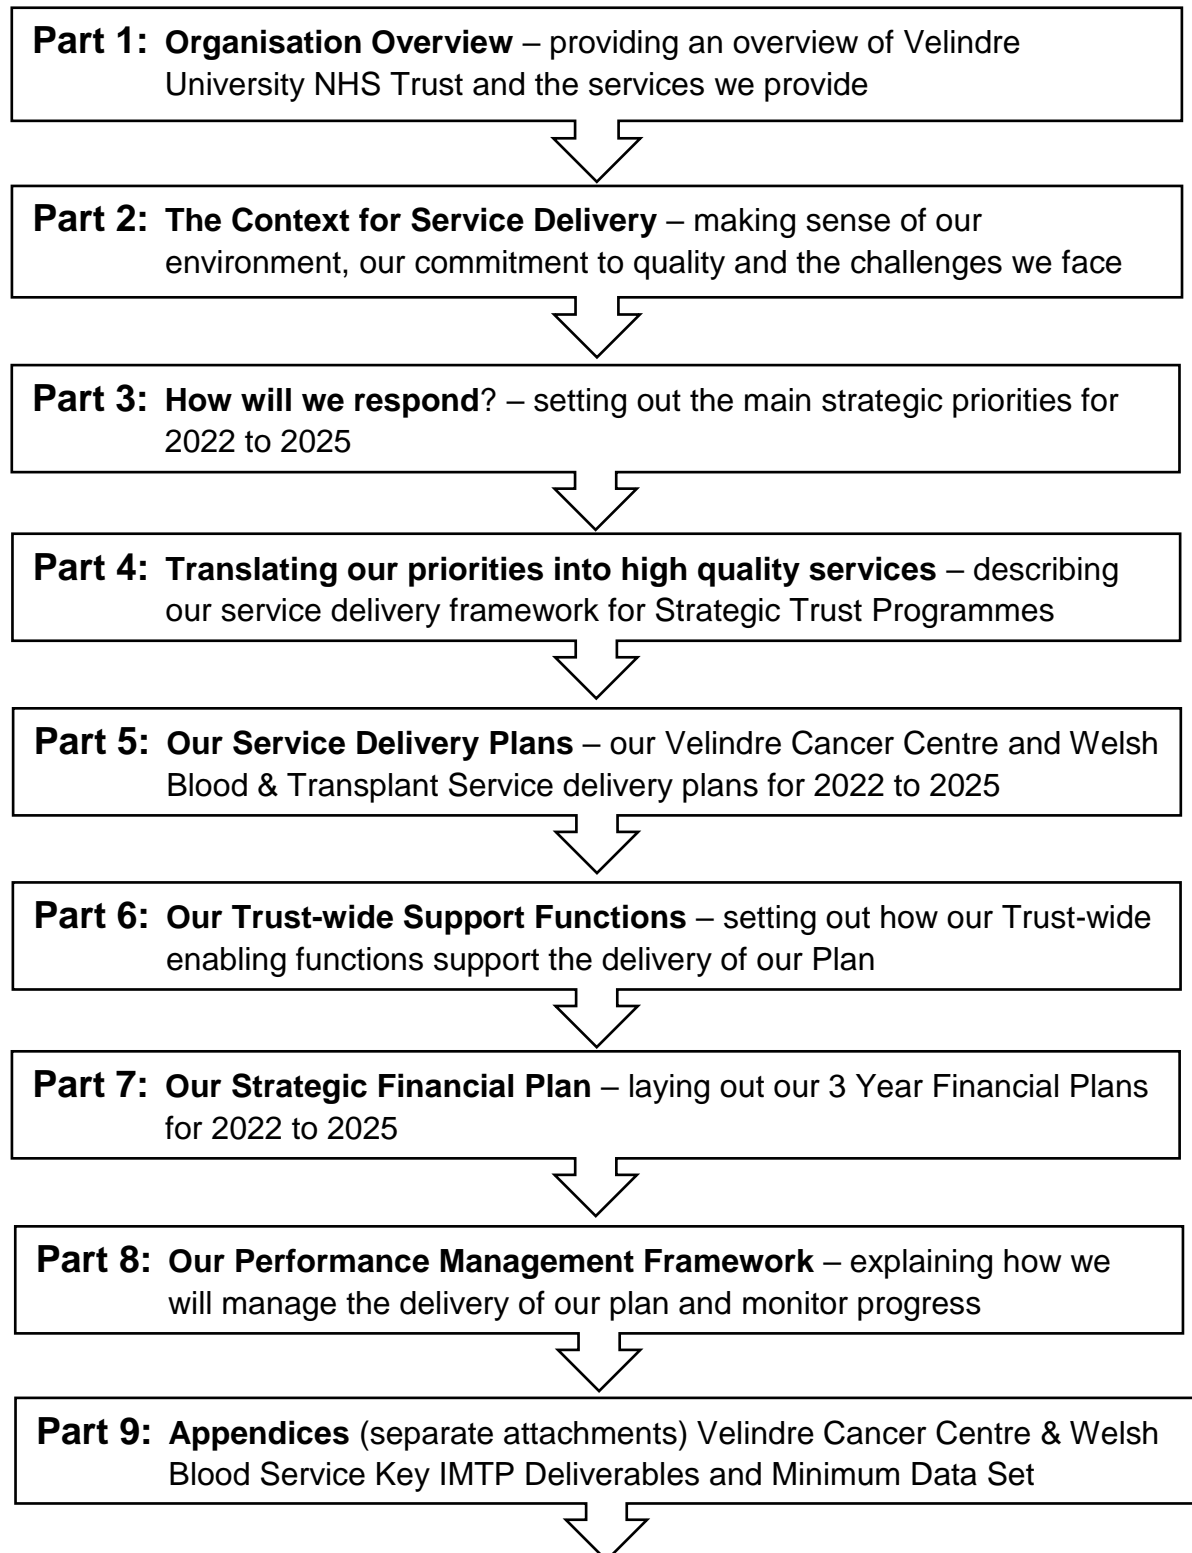 Part 1: Organisation Overview – providing an overview of Velindre
University NHS Trust and the services we provide
Part 2: The Context for Service Delivery – making sense of our
environment, our commitment to quality and the challenges we face
Part 3: How will we respond? – setting out the main strategic priorities for
2022 to 2025
Part 4: Translating our priorities into high quality services – describing
our service delivery framework for Strategic Trust Programmes
Part 5: Our Service Delivery Plans – our Velindre Cancer Centre and Welsh
Blood & Transplant Service delivery plans for 2022 to 2025
Part 6: Our Trust-wide Support Functions – setting out how our Trust-wide
enabling functions support the delivery of our Plan
Part 7: Our Strategic Financial Plan – laying out our 3 Year Financial Plans
for 2022 to 2025
Part 8: Our Performance Management Framework – explaining how we
will manage the delivery of our plan and monitor progress
Part 9: Appendices (separate attachments) Velindre Cancer Centre & Welsh
Blood Service Key IMTP Deliverables and Minimum Data Set